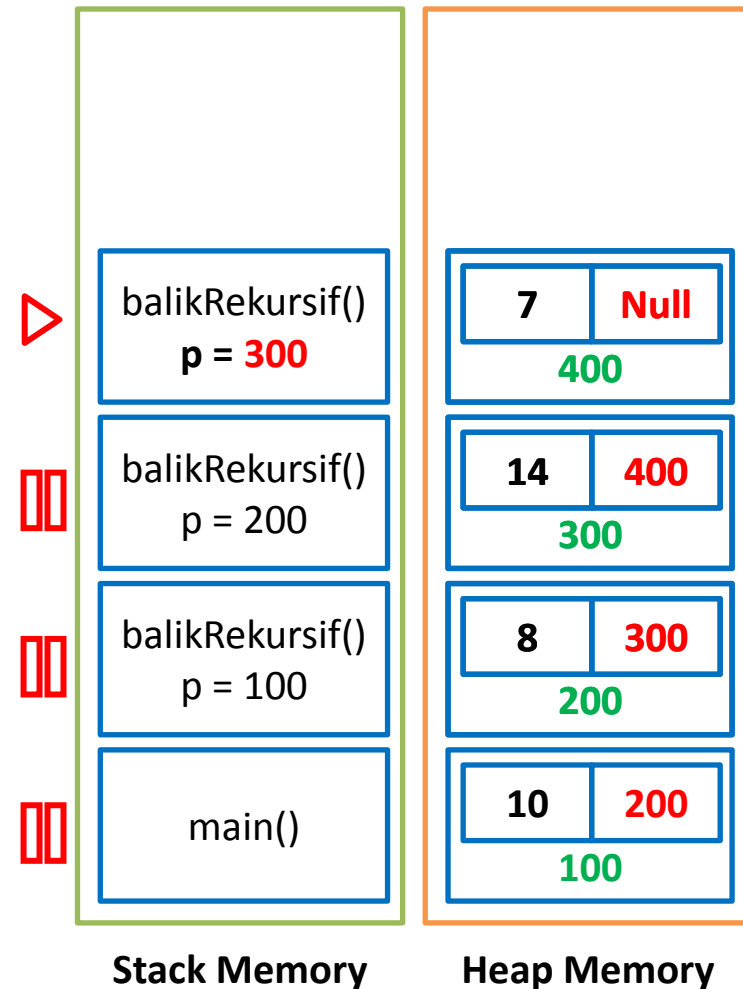 balikRekursif()
p = 300
balikRekursif()
p = 200
balikRekursif()
p = 100
main()
Stack Memory
7 Null
400
14 400
300
8 300
200
10 200
100
Heap Memory